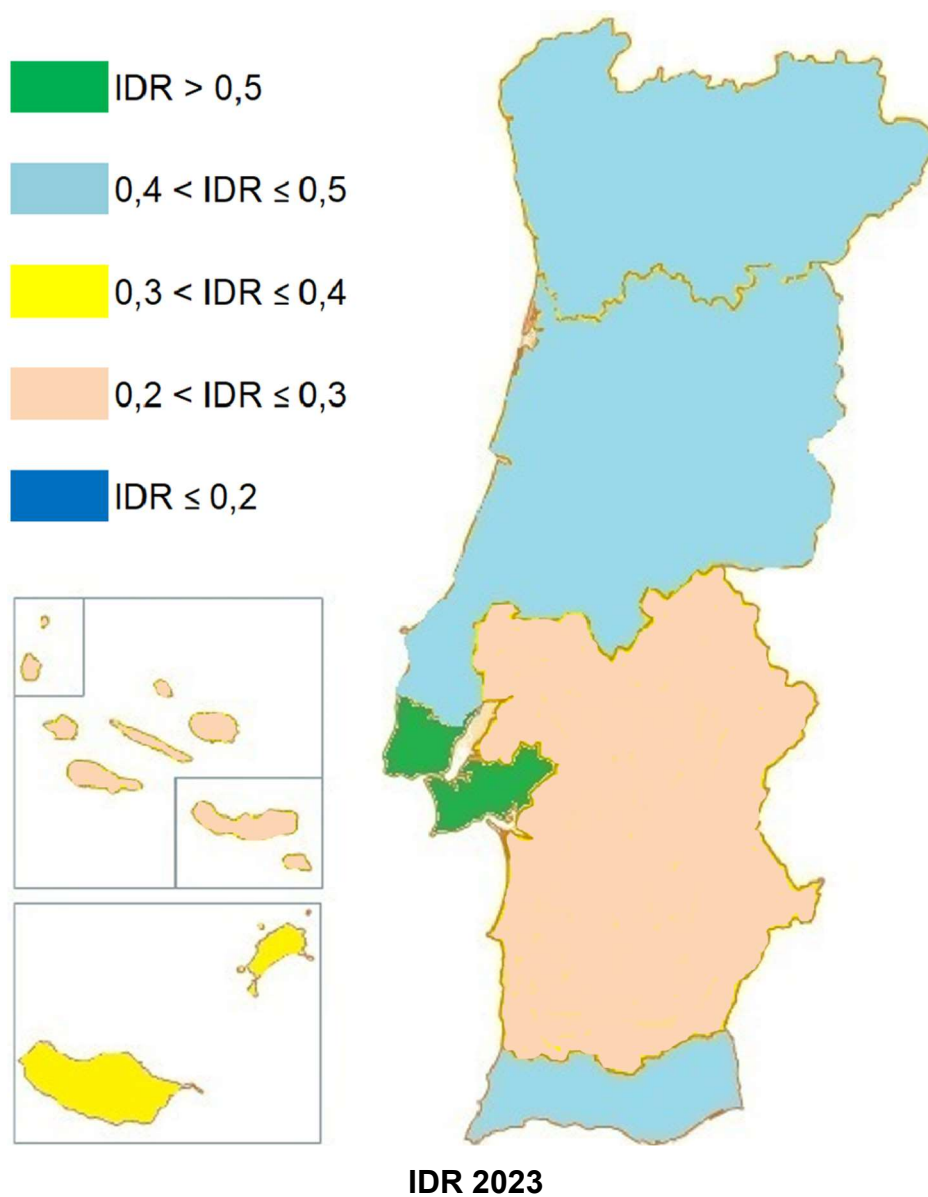 IDR > 0,5
0,4 < IDR ≤ 0,5
0,3 < IDR ≤ 0,4
0,2 < IDR ≤ 0,3
IDR ≤ 0,2
IDR 2023